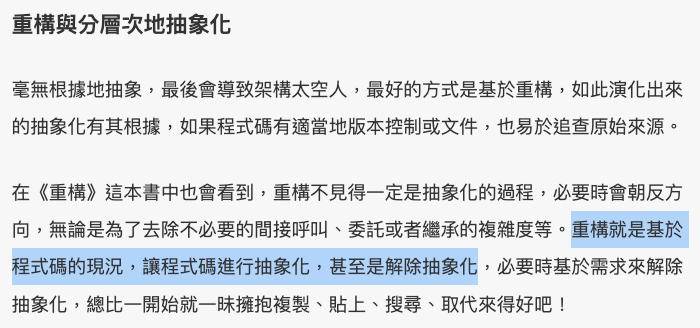 重構與分層次地抽象化
毫無根據地抽象，最後會導致架構太空人，最好的方式是基於重構，如此演化出來
的抽象化有其根據，如果程式碼有適當地版本控制或文件，也易於追查原始來源。
在《重構》這本書中也會看到，重構不見得一定是抽象化的過程，必要時會朝反方
向，無論是為了去除不必要的間接呼叫、委託或者繼承的複雜度等。重構就是基於
程式碼的現況，讓程式碼進行抽象化，甚至是解除抽象化，必要時基於需求來解除
抽象化，總比一開始就一昧擁抱複製、貼上、搜尋、取代來得好吧！